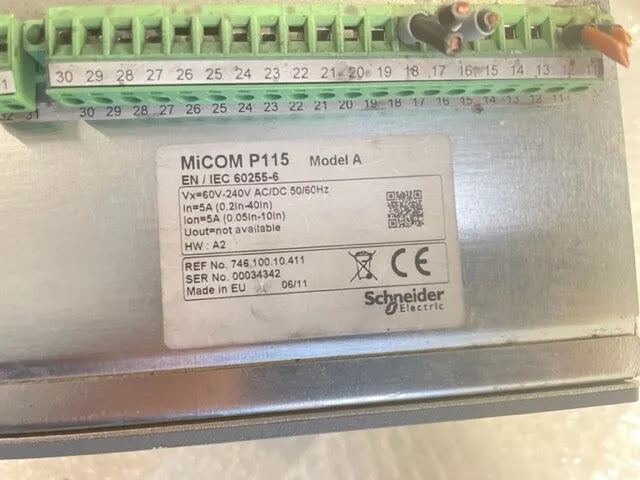 30 29 28 27 26 25 24 23 22 21 20 19 18 17 16 15 14 13 12 11
32 31 30 29 28 27 26 25 24 23 22 21 20 19 18 17 16 15 14 13 12 11
MiCOM P115 Model A
EN / IEC 60255-6
Vx=60V-240V AC/DC 50/60Hz
In=5A (0.2In-40In)
Ion=5A (0.05In-10In)
Uout=not available
HW : A2
REF No. 746.100.10.411
SER No. 00034342
Made in EU 06/11
CE
Schneider
Electric